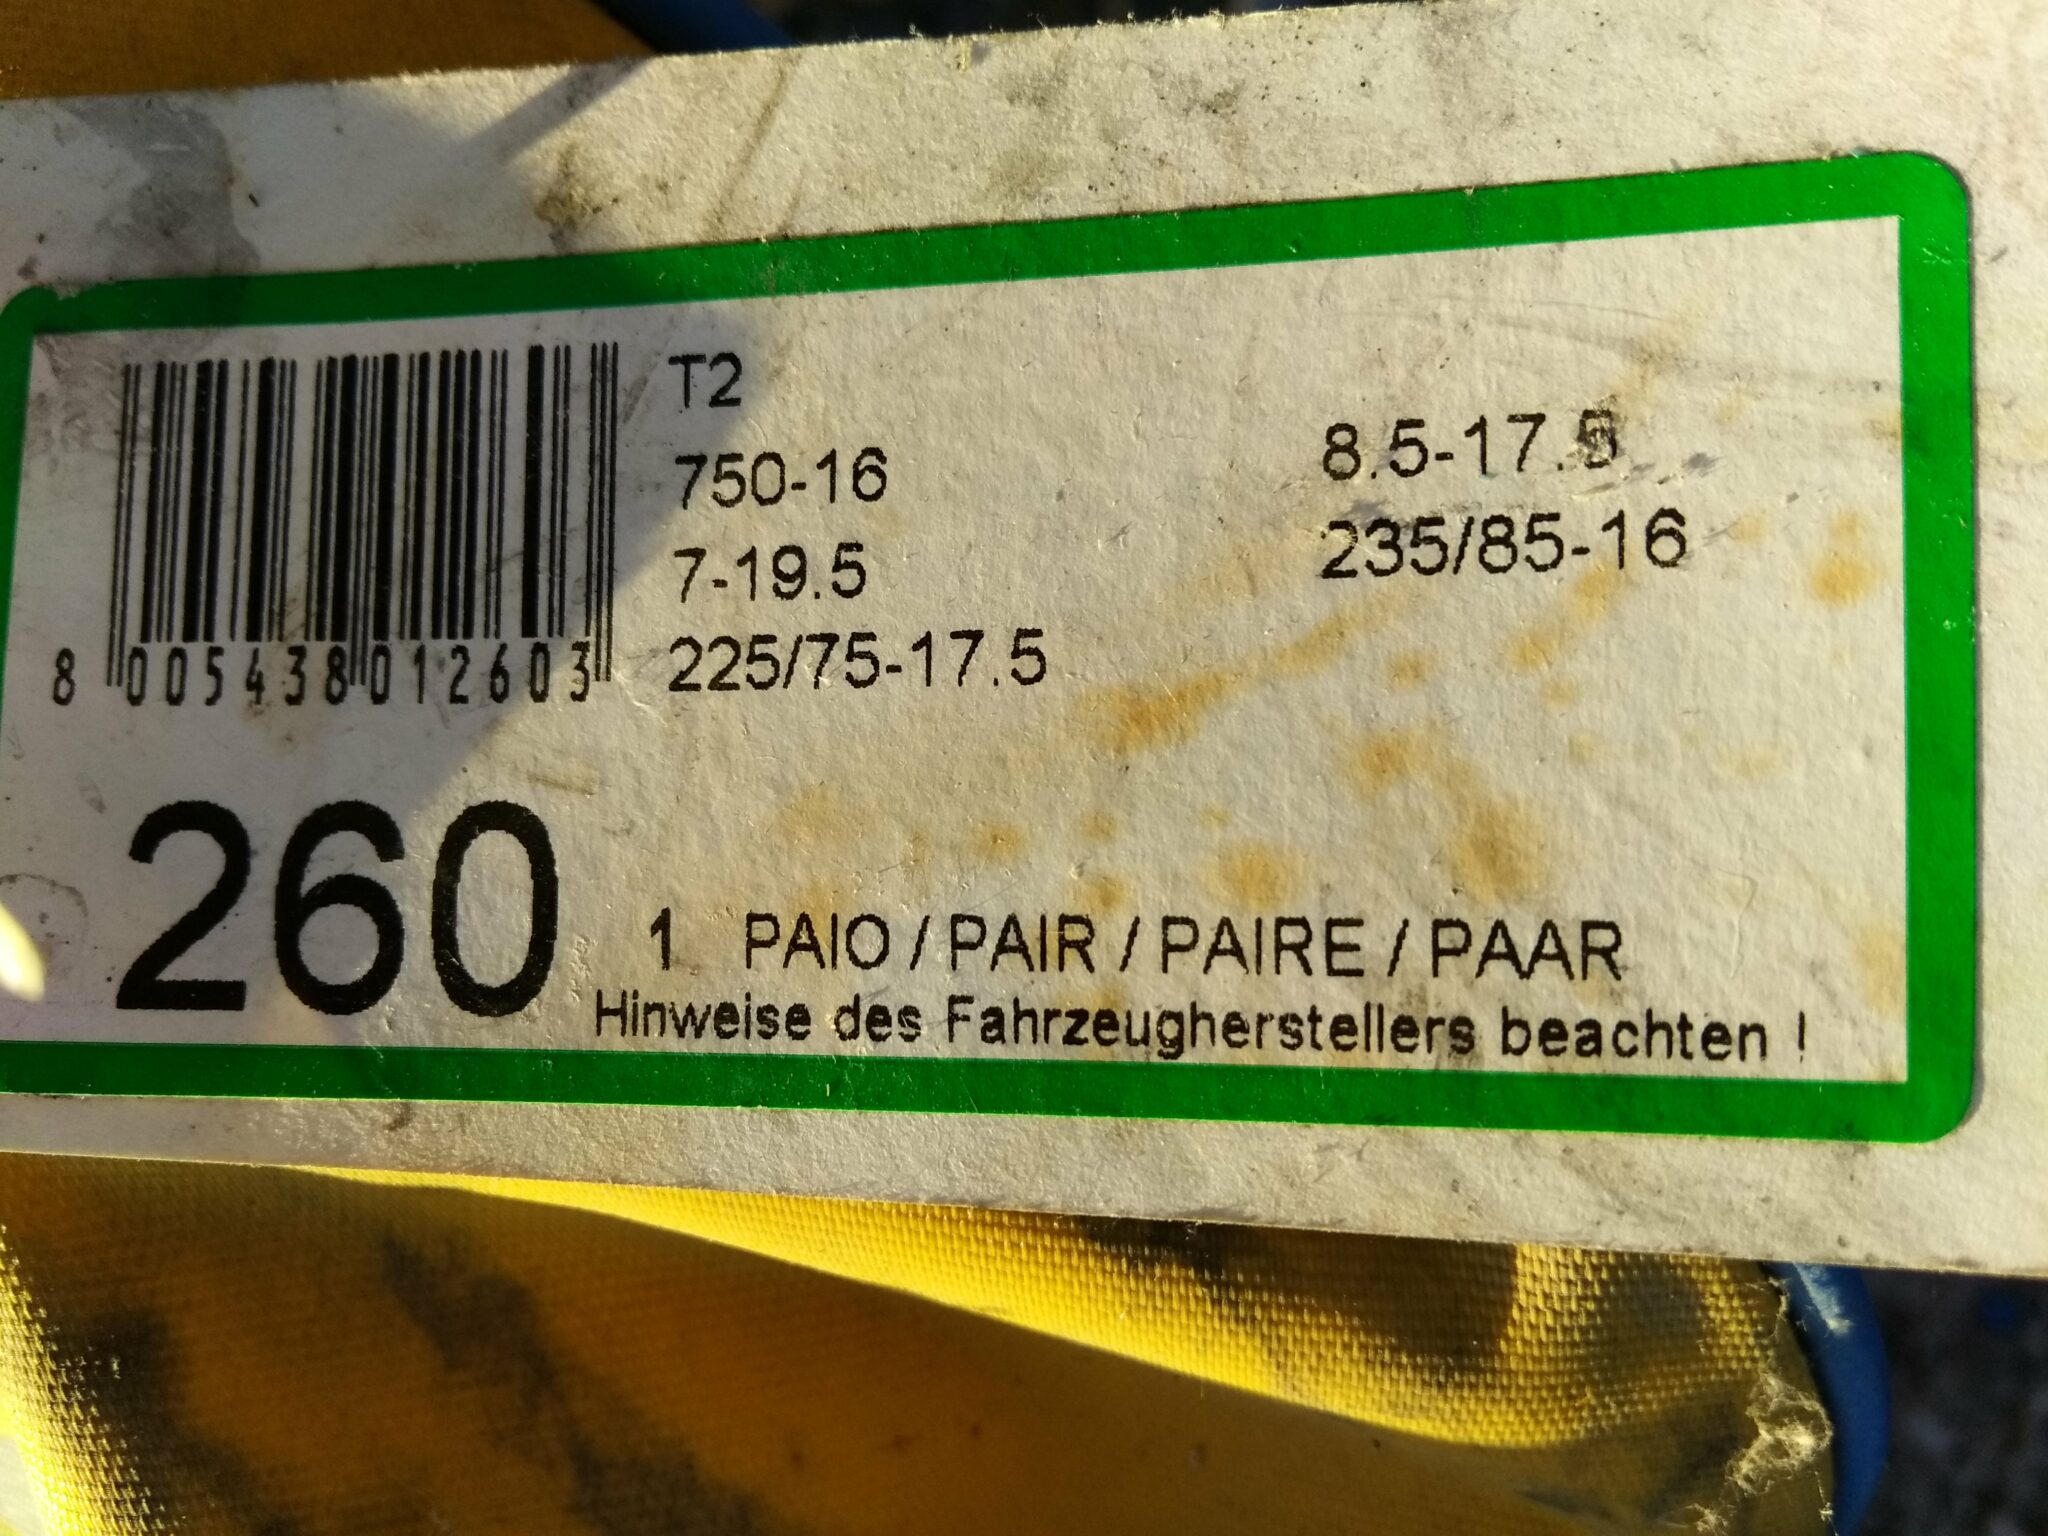 T2
750-16
7-19.5
225/75-17.5
8.5-17.5
235/85-16
8 005438 012603
260
1 PAIO / PAIR / PAIRE / PAAR
Hinweise des Fahrzeugherstellers beachten !